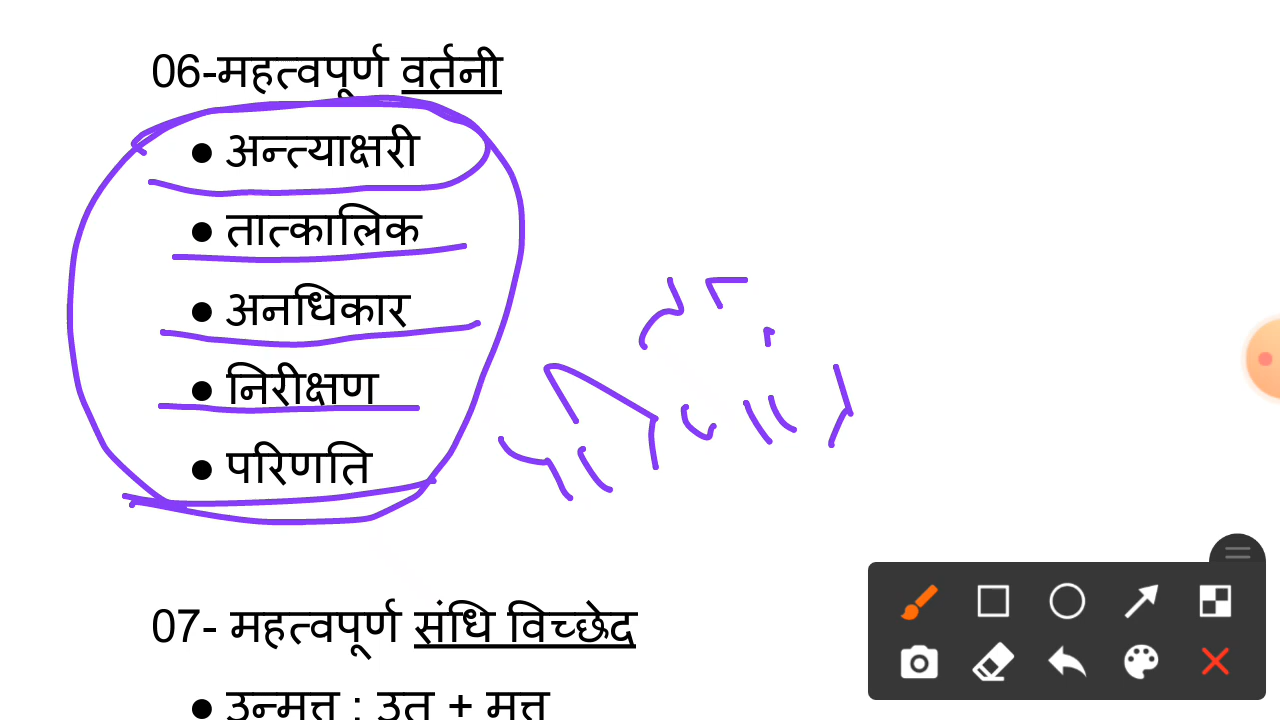 06-महत्वपूर्ण वर्तनी
● अन्त्याक्षरी
● तात्कालिक
● अनधिकार
● निरीक्षण
● परिणति
07- महत्वपूर्ण संधि विच्छेद
● उन्मत्त : उत + मत्त